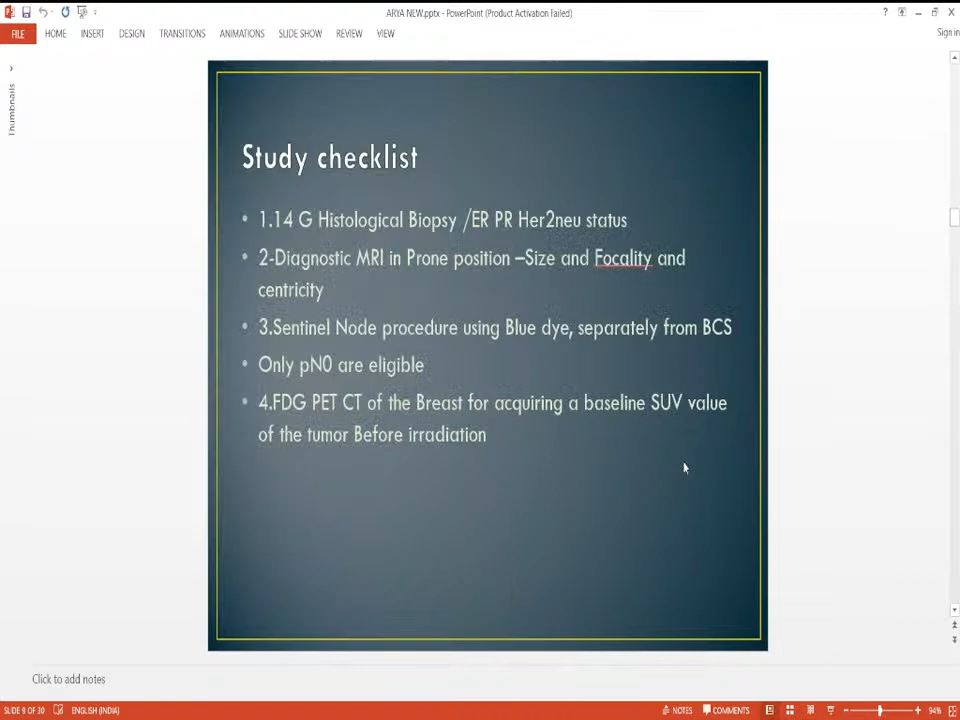 ARYA NEW.pptx - PowerPoint (Product Activation Failed)
?
Sign in
FILE HOME INSERT DESIGN TRANSITIONS ANIMATIONS SLIDE SHOW REVIEW VIEW
Thumbnails
Study checklist
• 1.14 G Histological Biopsy /ER PR Her2neu status
• 2-Diagnostic MRI in Prone position –Size and Focality and
centricity
• 3.Sentinel Node procedure using Blue dye, separately from BCS
• Only pN0 are eligible
• 4.FDG PET CT of the Breast for acquiring a baseline SUV value
of the tumor Before irradiation
Click to add notes
SLIDE 9 OF 30 ENGLISH (INDIA) NOTES COMMENTS 94%